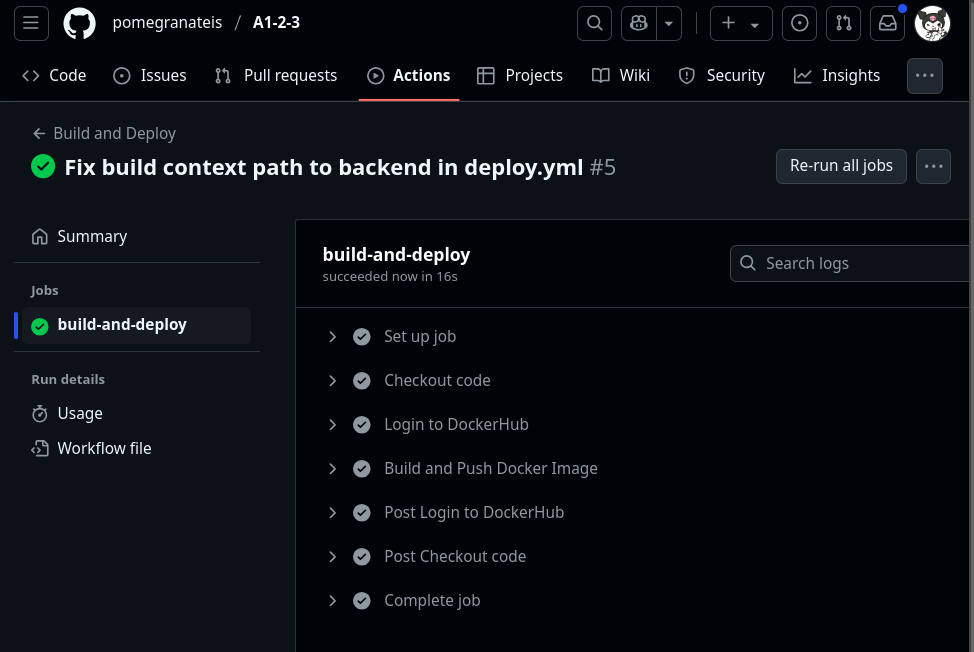 pomegranateis / A1-2-3
Code Issues Pull requests Actions Projects Wiki Security Insights
Build and Deploy
Fix build context path to backend in deploy.yml #5
Re-run all jobs
Summary
Jobs
build-and-deploy
Run details
Usage
Workflow file
build-and-deploy
succeeded now in 16s
Search logs
Set up job
Checkout code
Login to DockerHub
Build and Push Docker Image
Post Login to DockerHub
Post Checkout code
Complete job